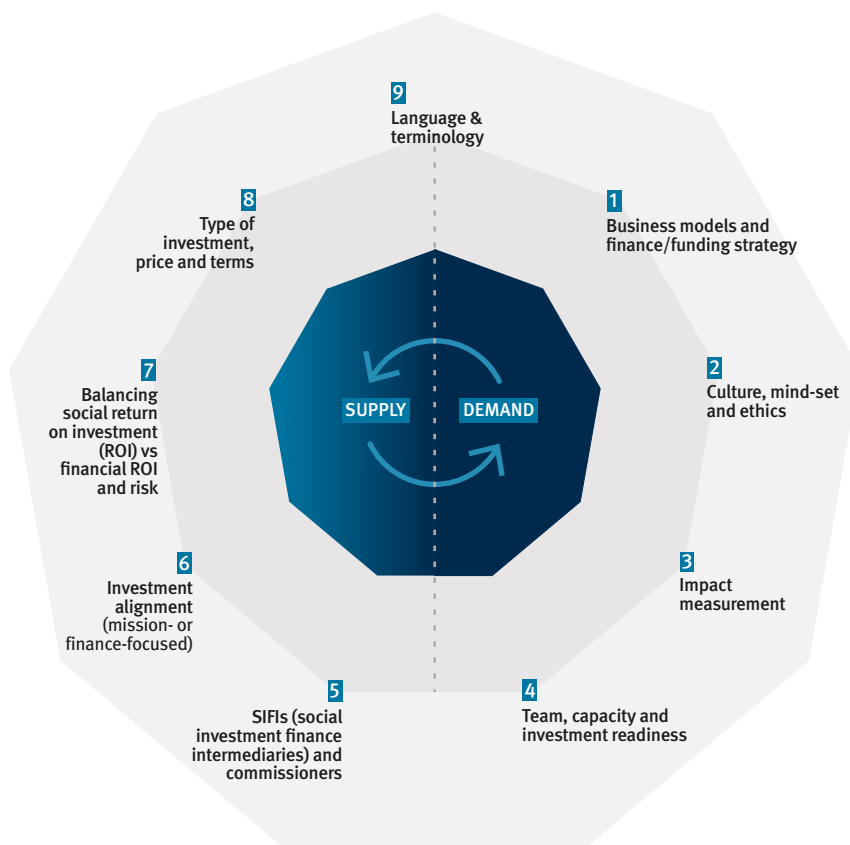 9
Language &
terminology
8
Type of
investment,
price and terms
1
Business models and
finance/funding strategy
7
Balancing
social return
on investment
(ROI) vs
financial ROI
and risk
SUPPLY
DEMAND
2
Culture, mind-set
and ethics
6
Investment
alignment
(mission- or
finance-focused)
3
Impact
measurement
5
SIFIs (social
investment finance
intermediaries) and
commissioners
4
Team, capacity and
investment readiness